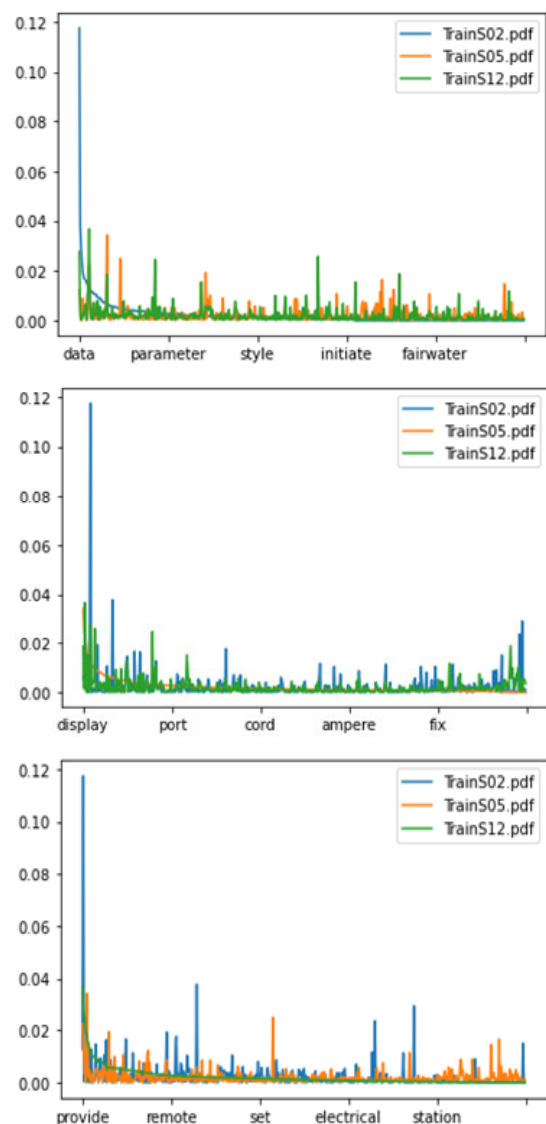 0.12
0.10
0.08
0.06
0.04
0.02
0.00
TrainS02.pdf
TrainS05.pdf
TrainS12.pdf
data parameter style initiate fairwater
0.12
0.10
0.08
0.06
0.04
0.02
0.00
TrainS02.pdf
TrainS05.pdf
TrainS12.pdf
display port cord ampere fix
0.12
0.10
0.08
0.06
0.04
0.02
0.00
TrainS02.pdf
TrainS05.pdf
TrainS12.pdf
provide remote set electrical station